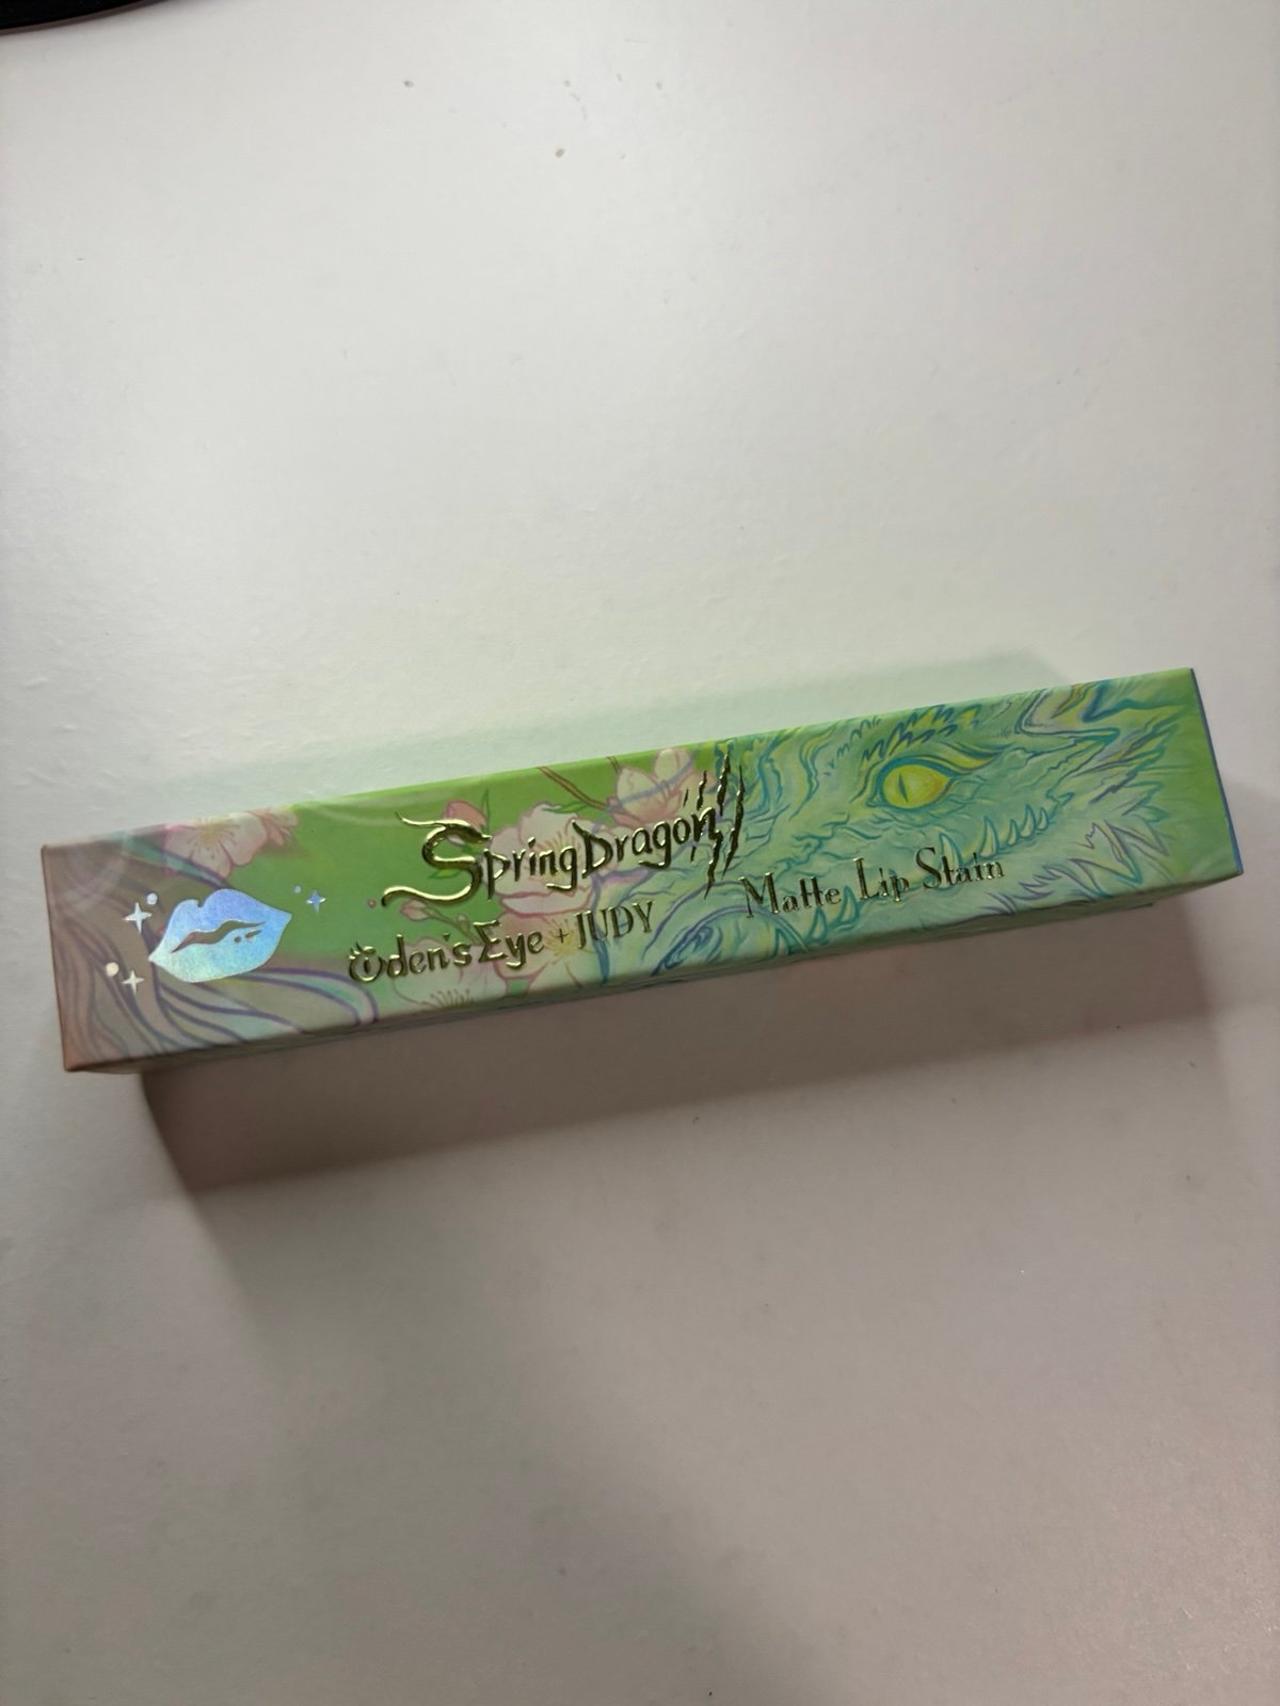 Spring Dragon
Oden's Eye + JUDY
Matte Lip Stain